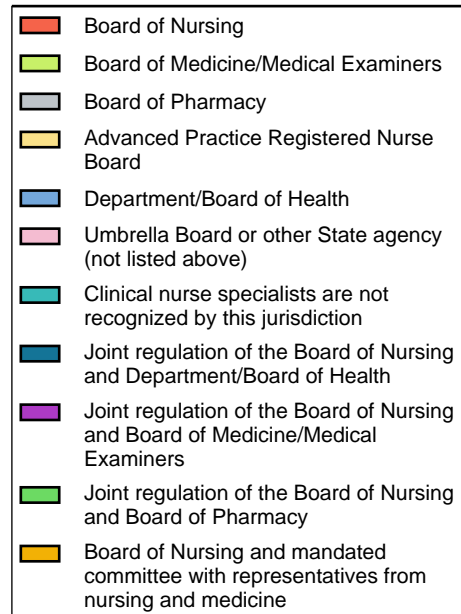 Board of Nursing
Board of Medicine/Medical Examiners
Board of Pharmacy
Advanced Practice Registered Nurse
Board
Department/Board of Health
Umbrella Board or other State agency
(not listed above)
Clinical nurse specialists are not
recognized by this jurisdiction
Joint regulation of the Board of Nursing
and Department/Board of Health
Joint regulation of the Board of Nursing
and Board of Medicine/Medical
Examiners
Joint regulation of the Board of Nursing
and Board of Pharmacy
Board of Nursing and mandated
committee with representatives from
nursing and medicine